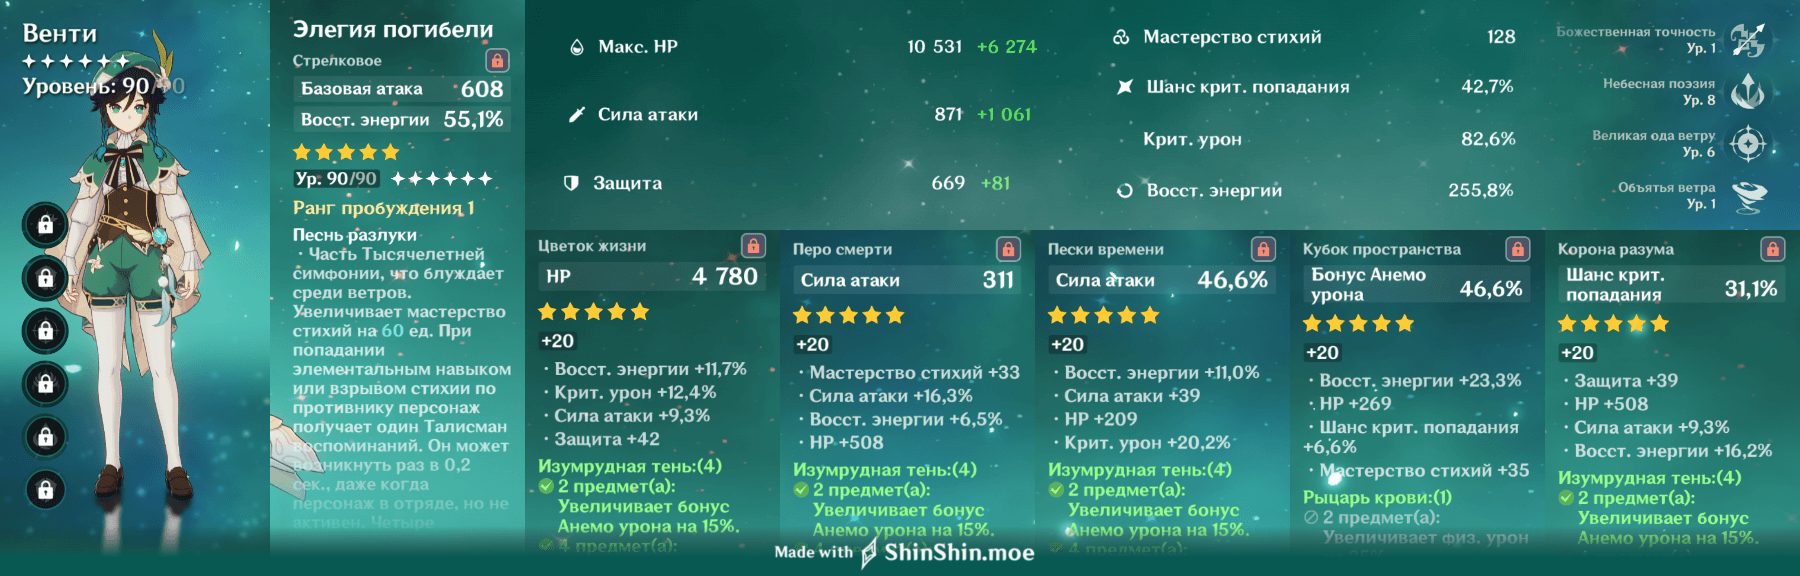 Венти
Уровень: 90/90
Элегия погибели
Стрелковое
Базовая атака 608
Восст. энергии 55,1%
Ур. 90/90
Ранг пробуждения 1
Песнь разлуки
· Часть Тысячелетней
симфонии, что блуждает
среди ветров.
Увеличивает мастерство
стихий на 60 ед. При
попадании
элементальным навыком
или взрывом стихии по
противнику персонаж
получает один Талисман
воспоминаний. Он может
возникнуть раз в 0,2
сек., даже когда
персонаж в отряде, но не
активен. Четыре
Макс. HP 10 531 +6 274
Сила атаки 871 +1 061
Защита 669 +81
Мастерство стихий 128
Шанс крит. попадания 42,7%
Крит. урон 82,6%
Восст. энергии 255,8%
Божественная точность
Ур. 1
Небесная поэзия
Ур. 8
Великая ода ветру
Ур. 6
Объятья ветра
Ур. 1
Цветок жизни
HP 4 780
+20
· Восст. энергии +11,7%
· Крит. урон +12,4%
· Сила атаки +9,3%
· Защита +42
Изумрудная тень:(4)
2 предмет(а):
Увеличивает бонус
Анемо урона на 15%.
4 предмет(а):
Перо смерти
Сила атаки 311
+20
· Мастерство стихий +33
· Сила атаки +16,3%
· Восст. энергии +6,5%
· HP +508
Изумрудная тень:(4)
2 предмет(а):
Увеличивает бонус
Анемо урона на 15%.
Пески времени
Сила атаки 46,6%
+20
· Восст. энергии +11,0%
· Сила атаки +39
· HP +209
· Крит. урон +20,2%
Изумрудная тень:(4)
2 предмет(а):
Увеличивает бонус
Анемо урона на 15%.
4 предмет(а):
Кубок пространства
Бонус Анемо
урона 46,6%
+20
· Восст. энергии +23,3%
· HP +269
· Шанс крит. попадания
+6,6%
· Мастерство стихий +35
Рыцарь крови:(1)
2 предмет(а):
Увеличивает физ. урон
Корона разума
Шанс крит.
попадания 31,1%
+20
· Защита +39
· HP +508
· Сила атаки +9,3%
· Восст. энергии +16,2%
Изумрудная тень:(4)
2 предмет(а):
Увеличивает бонус
Анемо урона на 15%.
Made with ShinShin.moe